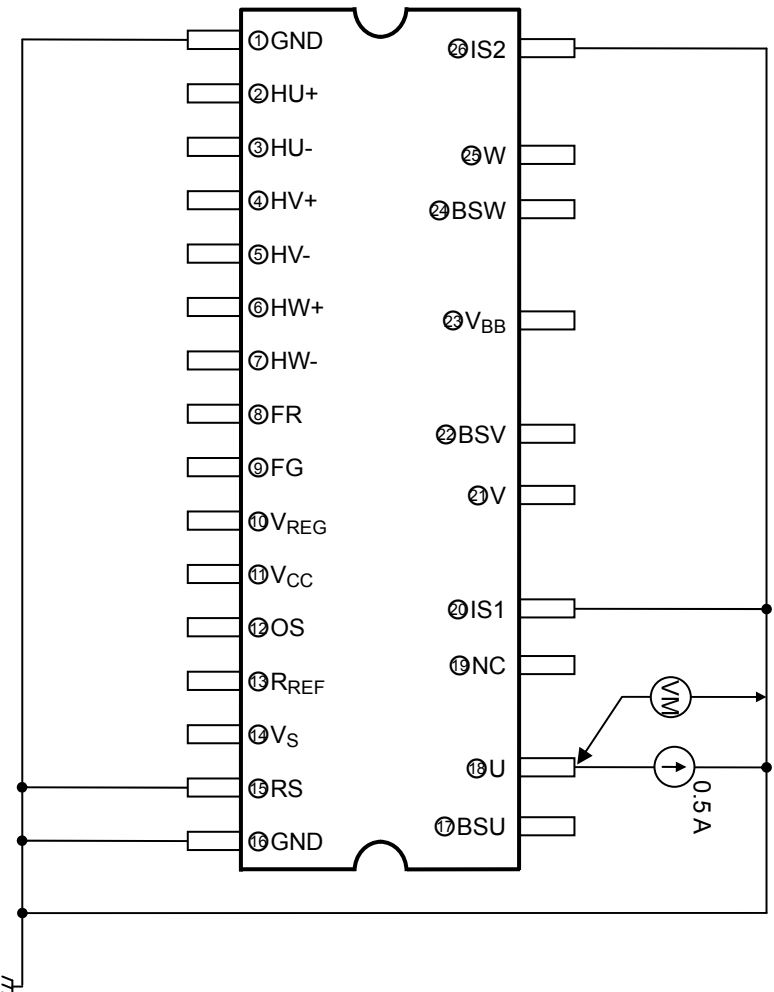 ①GND
②HU+
③HU-
④HV+
⑤HV-
⑥HW+
⑦HW-
⑧FR
⑨FG
⑩VREG
⑪VCC
⑫OS
⑬RREF
⑭VS
⑮RS
⑯GND
㉖IS2
㉕W
㉔BSW
㉓VBB
㉒BSV
㉑V
⑳IS1
⑲NC
⑱U
⑰BSU
VM
0.5 A